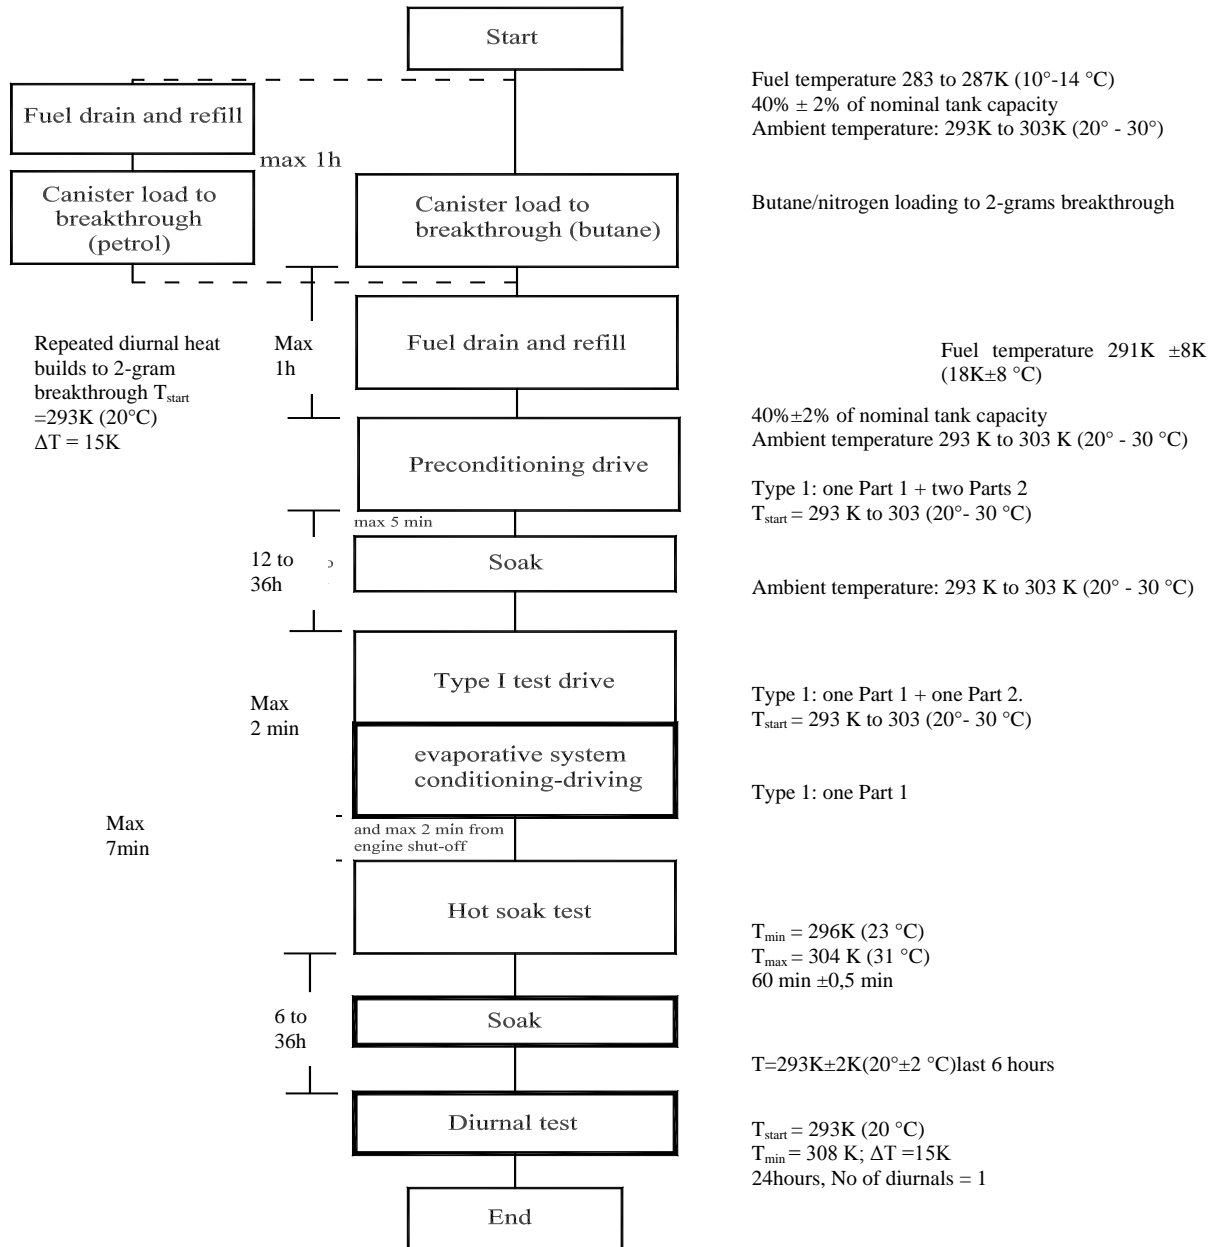 Start
Fuel temperature 283 to 287K (10°-14 °C)
40% ± 2% of nominal tank capacity
Ambient temperature: 293K to 303K (20° - 30°)
Fuel drain and refill
max 1h
Canister load to
breakthrough
(petrol)
Canister load to
breakthrough (butane)
Butane/nitrogen loading to 2-grams breakthrough
Repeated diurnal heat
builds to 2-gram
breakthrough Tstart
=293K (20°C)
ΔT = 15K
Max
1h
Fuel drain and refill
Fuel temperature 291K ±8K
(18K±8 °C)
40%±2% of nominal tank capacity
Ambient temperature 293 K to 303 K (20° - 30 °C)
Preconditioning drive
Type 1: one Part 1 + two Parts 2
Tstart = 293 K to 303 (20°- 30 °C)
max 5 min
12 to
36h
Soak
Ambient temperature: 293 K to 303 K (20° - 30 °C)
Type I test drive
Max
2 min
Type 1: one Part 1 + one Part 2.
Tstart = 293 K to 303 (20°- 30 °C)
evaporative system
conditioning-driving
Type 1: one Part 1
Max
7min
and max 2 min from
engine shut-off
Hot soak test
Tmin = 296K (23 °C)
Tmax = 304 K (31 °C)
60 min ±0,5 min
6 to
36h
Soak
T=293K±2K(20°±2 °C)last 6 hours
Diurnal test
Tstart = 293K (20 °C)
Tmin = 308 K; ΔT =15K
24hours, No of diurnals = 1
End